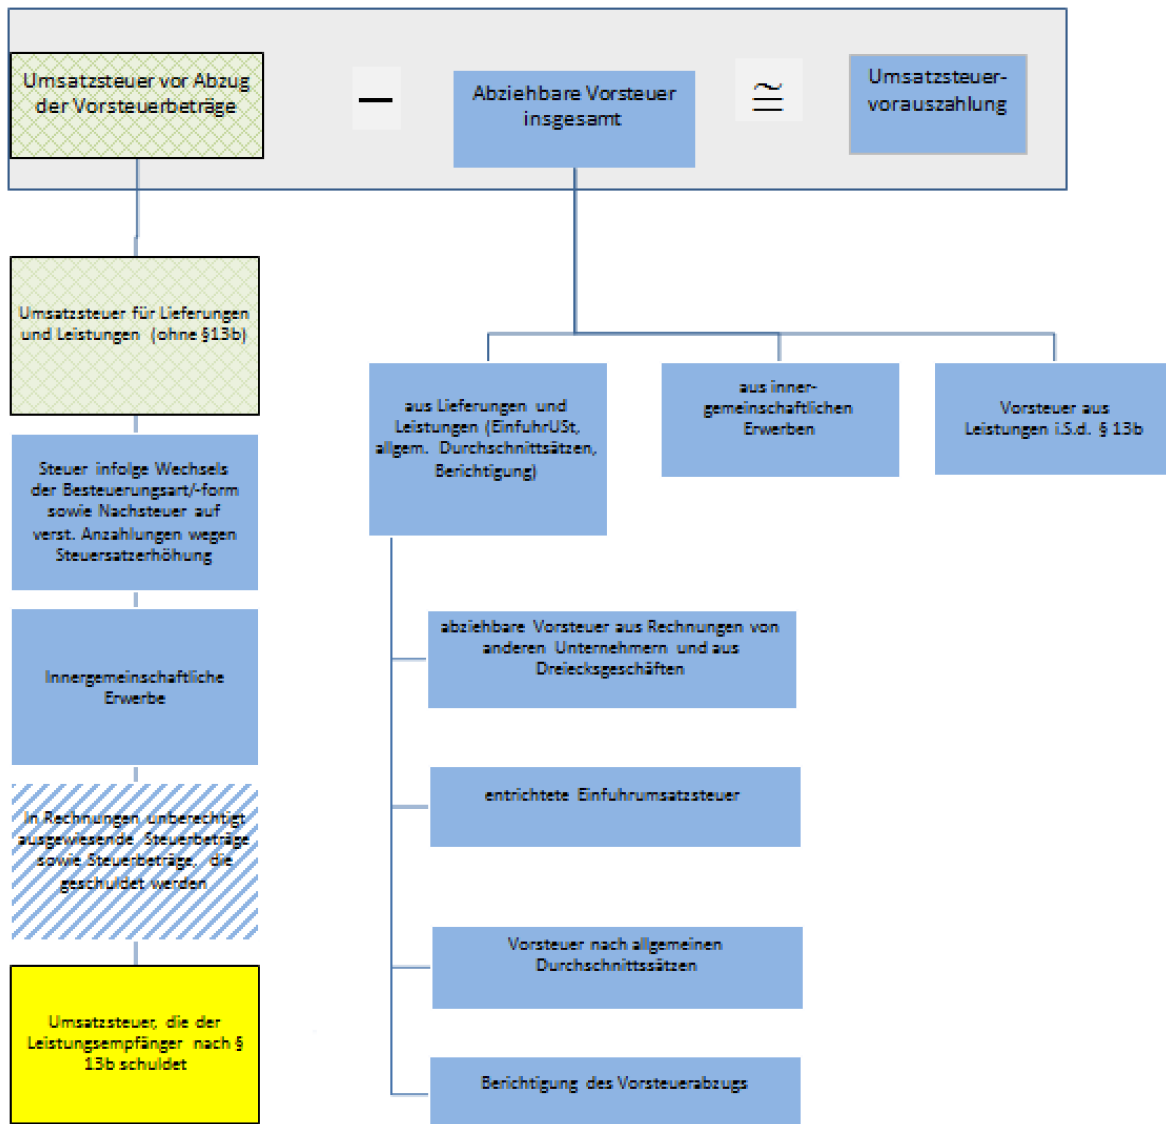 Umsatzsteuer vor Abzug
der Vorsteuerbeträge
—
Abziehbare Vorsteuer
insgesamt
≅
Umsatzsteuer-
vorauszahlung
Umsatzsteuer für Lieferungen
und Leistungen (ohne §13b)
Steuer infolge Wechsels
der Besteuerungsart/-form
sowie Nachsteuer auf
verst. Anzahlungen wegen
Steuersatzerhöhung
Innergemeinschaftliche
Erwerbe
In Rechnungen unberechtigt
ausgewiesende Steuerbeträge
sowie Steuerbeträge, die
geschuldet werden
Umsatzsteuer, die der
Leistungsempfänger nach §
13b schuldet
aus Lieferungen und
Leistungen (EinfuhrUSt,
allgem. Durchschnittsätzen,
Berichtigung)
aus inner-
gemeinschaftlichen
Erwerben
Vorsteuer aus
Leistungen i.S.d. § 13b
abziehbare Vorsteuer aus Rechnungen von
anderen Unternehmern und aus
Dreiecksgeschäften
entrichtete Einfuhrumsatzsteuer
Vorsteuer nach allgemeinen
Durchschnittssätzen
Berichtigung des Vorsteuerabzugs